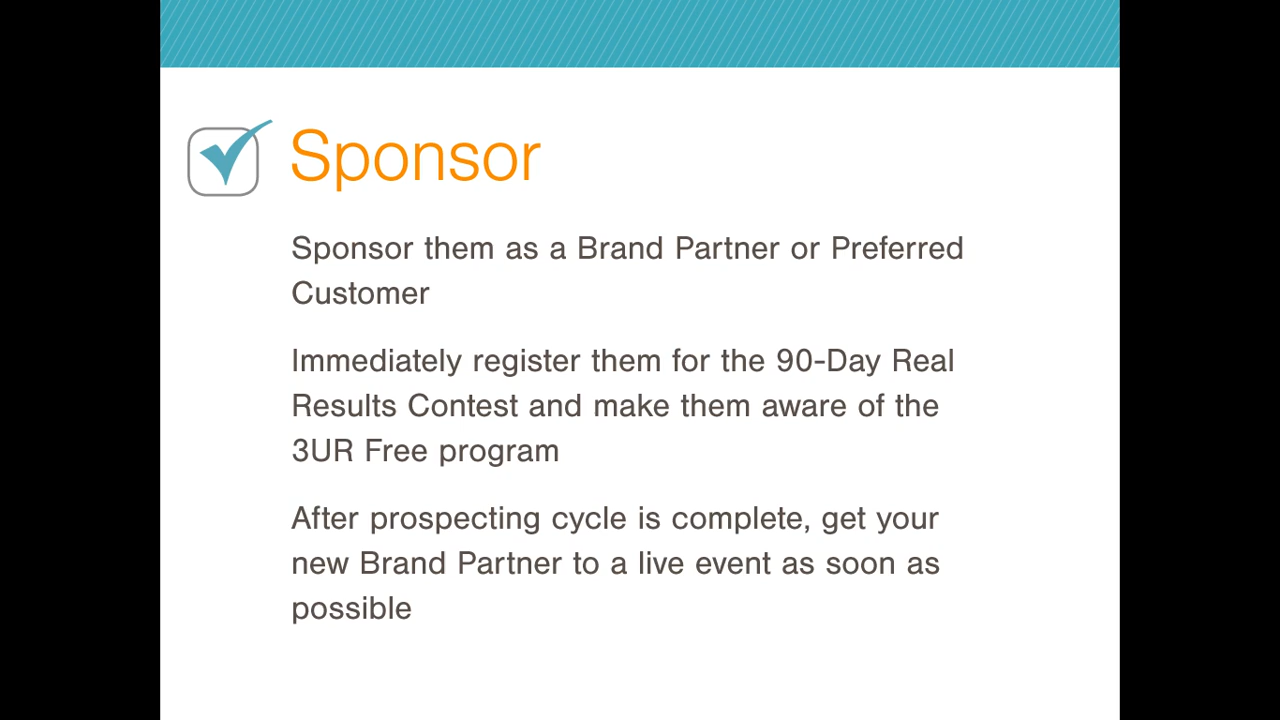 Sponsor
Sponsor them as a Brand Partner or Preferred
Customer
Immediately register them for the 90-Day Real
Results Contest and make them aware of the
3UR Free program
After prospecting cycle is complete, get your
new Brand Partner to a live event as soon as
possible